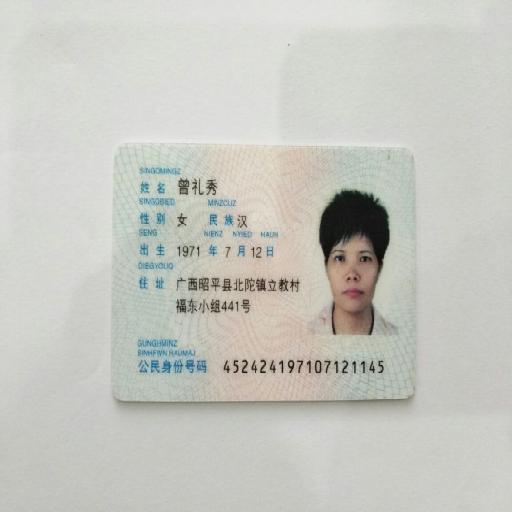 SINGQMINGZ
姓名 曾礼秀
SINGQBIED MINZCUZ
性别 女 民族 汉
SENG NIENZ NYIED HAUH
出生 1971 年 7 月 12 日
DIEGYOUQ
住址 广西昭平县北陀镇立教村
福东小组441号
GUNGHMINZ
SINHFWN HAUMAJ
公民身份号码 452424197107121145